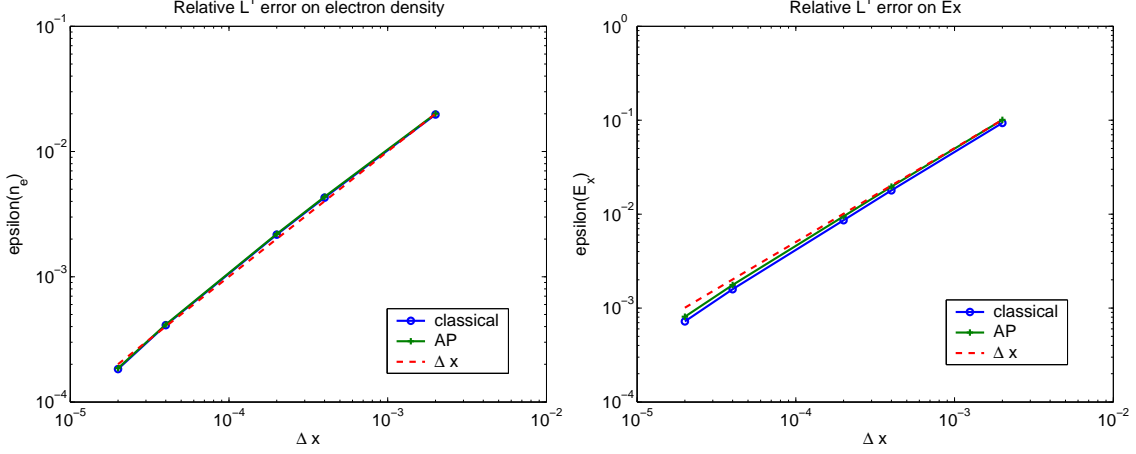 Relative L¹ error on electron density
10⁻¹
10⁻²
10⁻³
10⁻⁴
epsilon(n_e)
classical
AP
Δ x
10⁻⁵
10⁻⁴
10⁻³
10⁻²
Δ x
Relative L¹ error on Ex
10⁰
10⁻¹
10⁻²
10⁻³
10⁻⁴
epsilon(E_x)
classical
AP
Δ x
10⁻⁵
10⁻⁴
10⁻³
10⁻²
Δ x